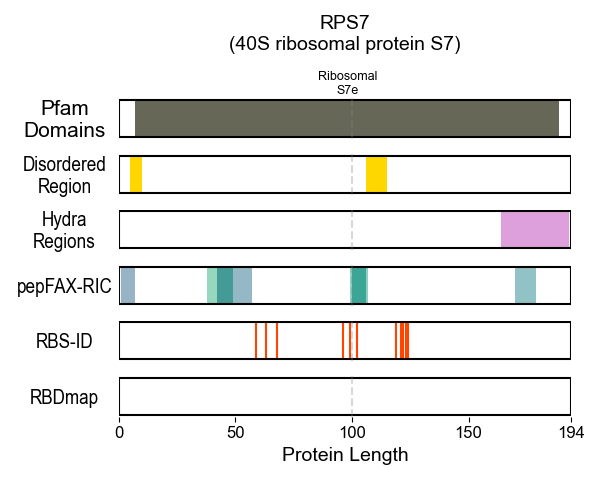 RPS7
(40S ribosomal protein S7)
Ribosomal
S7e
Pfam
Domains
Disordered
Region
Hydra
Regions
pepFAX-RIC
RBS-ID
RBDmap
0 50 100 150 194
Protein Length